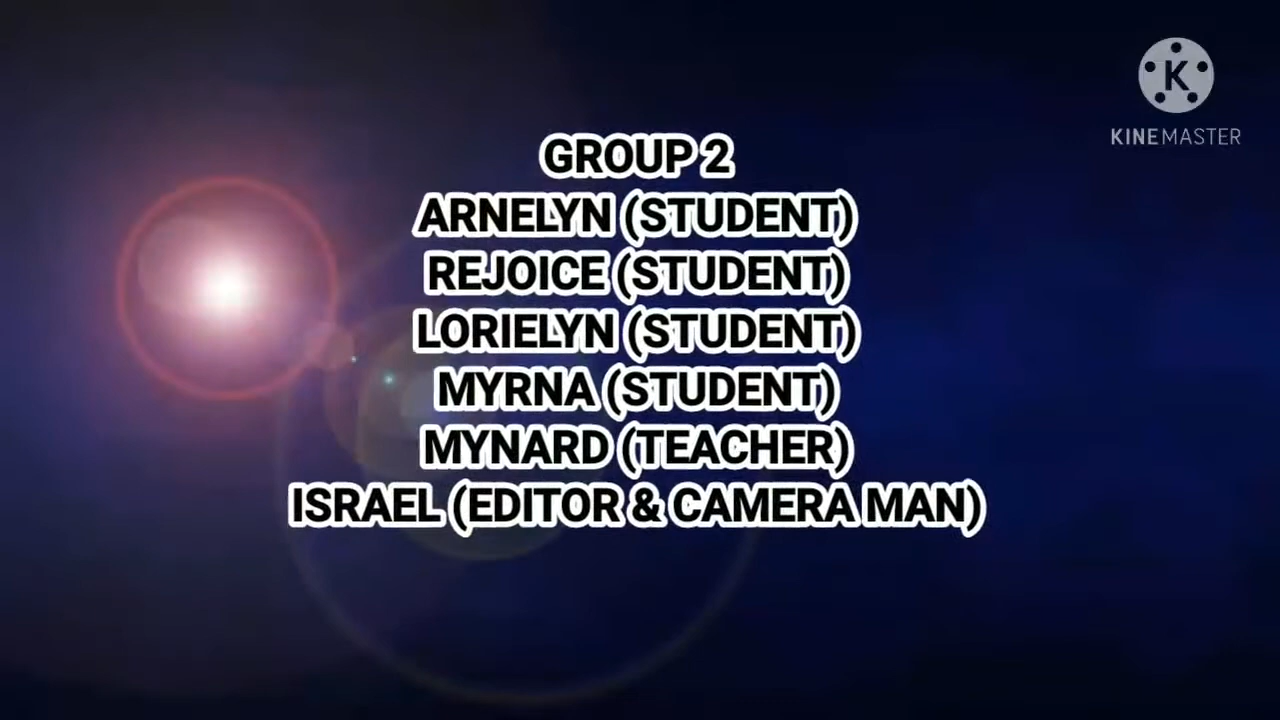 GROUP 2
ARNELYN (STUDENT)
REJOICE (STUDENT)
LORIELYN (STUDENT)
MYRNA (STUDENT)
MYNARD (TEACHER)
ISRAEL (EDITOR & CAMERA MAN)
K
KINEMASTER